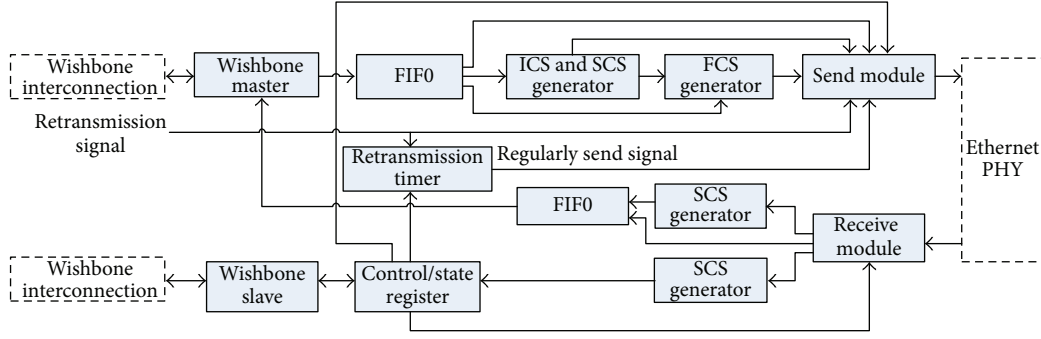 Wishbone
interconnection
Wishbone
master
FIF0
ICS and SCS
generator
FCS
generator
Send module
Retransmission
signal
Retransmission
timer
Regularly send signal
Ethernet
PHY
FIF0
SCS
generator
Receive
module
Wishbone
interconnection
Wishbone
slave
Control/state
register
SCS
generator